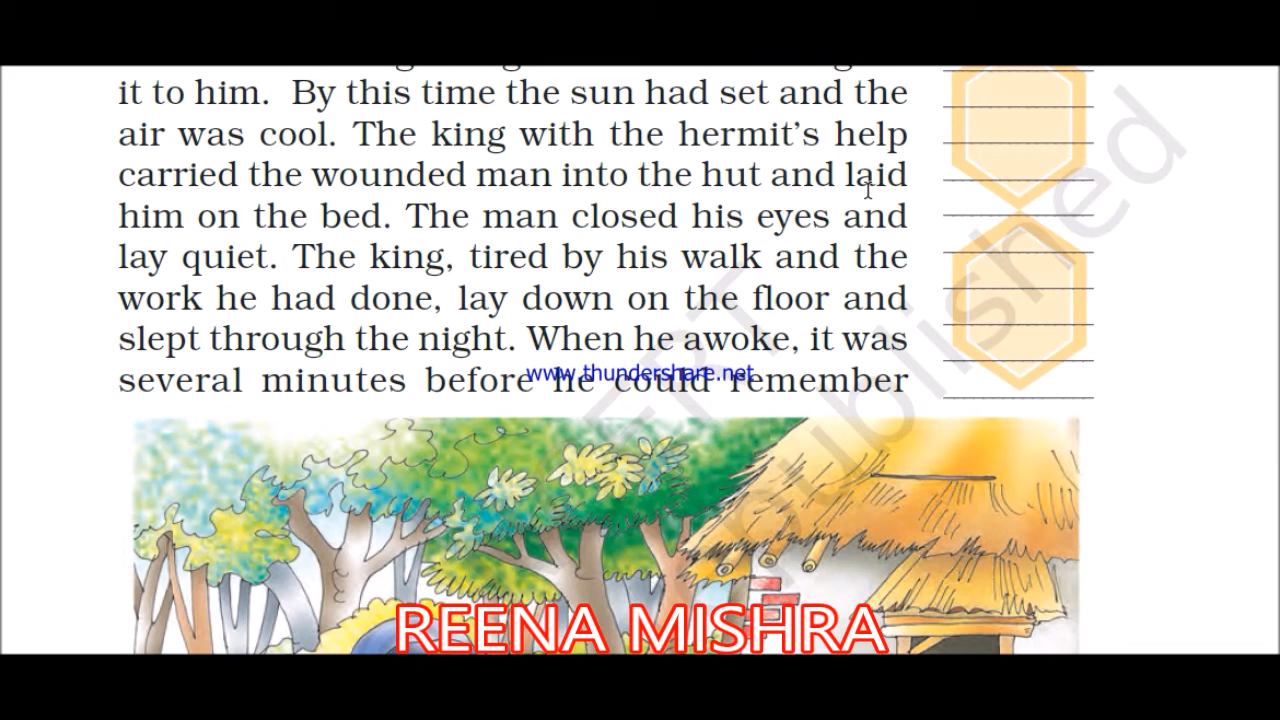 it to him. By this time the sun had set and the
air was cool. The king with the hermit's help
carried the wounded man into the hut and laid
him on the bed. The man closed his eyes and
lay quiet. The king, tired by his walk and the
work he had done, lay down on the floor and
slept through the night. When he awoke, it was
several minutes before he could remember
www.thundershare.net
REENA MISHRA